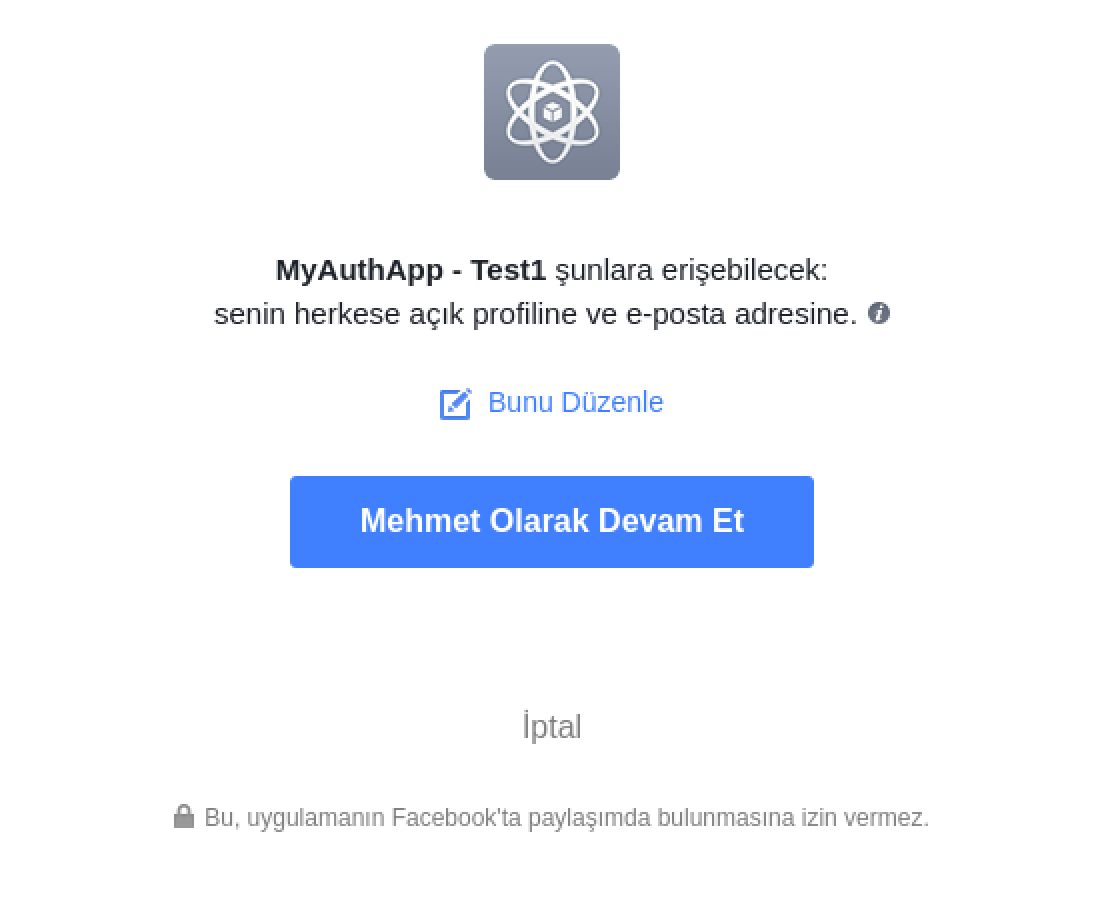 MyAuthApp - Test1 şunlara erişebilecek:
senin herkese açık profiline ve e-posta adresine.
Bunu Düzenle
Mehmet Olarak Devam Et
İptal
Bu, uygulamanın Facebook'ta paylaşımda bulunmasına izin vermez.